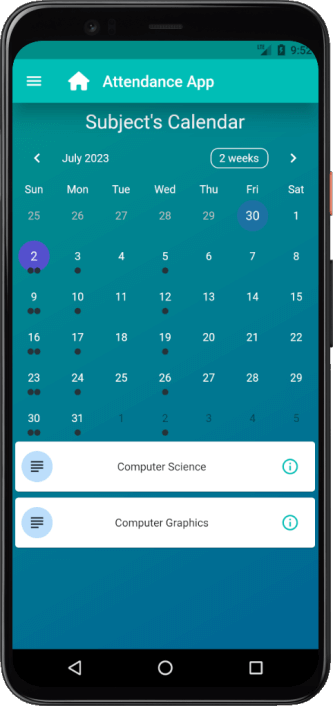 LTE 9:52
Attendance App
Subject's Calendar
July 2023 2 weeks
Sun Mon Tue Wed Thu Fri Sat
25 26 27 28 29 30 1
2 3 4 5 6 7 8
9 10 11 12 13 14 15
16 17 18 19 20 21 22
23 24 25 26 27 28 29
30 31 1 2 3 4 5
Computer Science
Computer Graphics